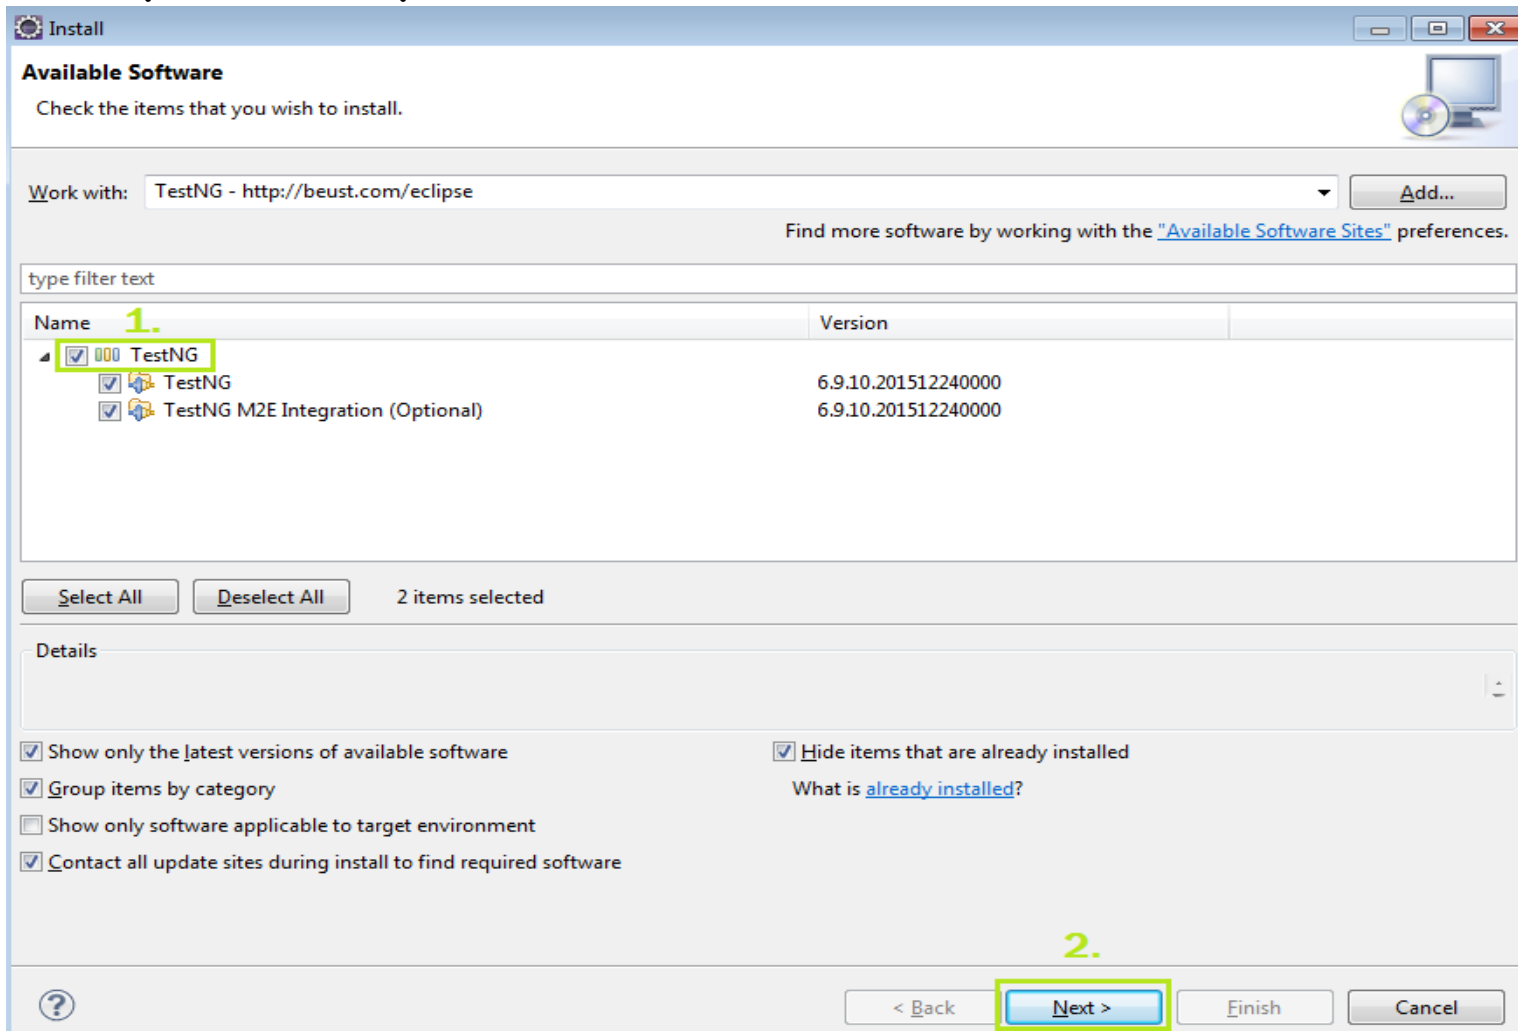 Install
Available Software
Check the items that you wish to install.
Work with: TestNG - http://beust.com/eclipse Add...
Find more software by working with the "Available Software Sites" preferences.
type filter text
Name 1. Version
TestNG
TestNG 6.9.10.201512240000
TestNG M2E Integration (Optional) 6.9.10.201512240000
Select All Deselect All 2 items selected
Details
Show only the latest versions of available software Hide items that are already installed
Group items by category What is already installed?
Show only software applicable to target environment
Contact all update sites during install to find required software
2.
? < Back Next > Finish Cancel